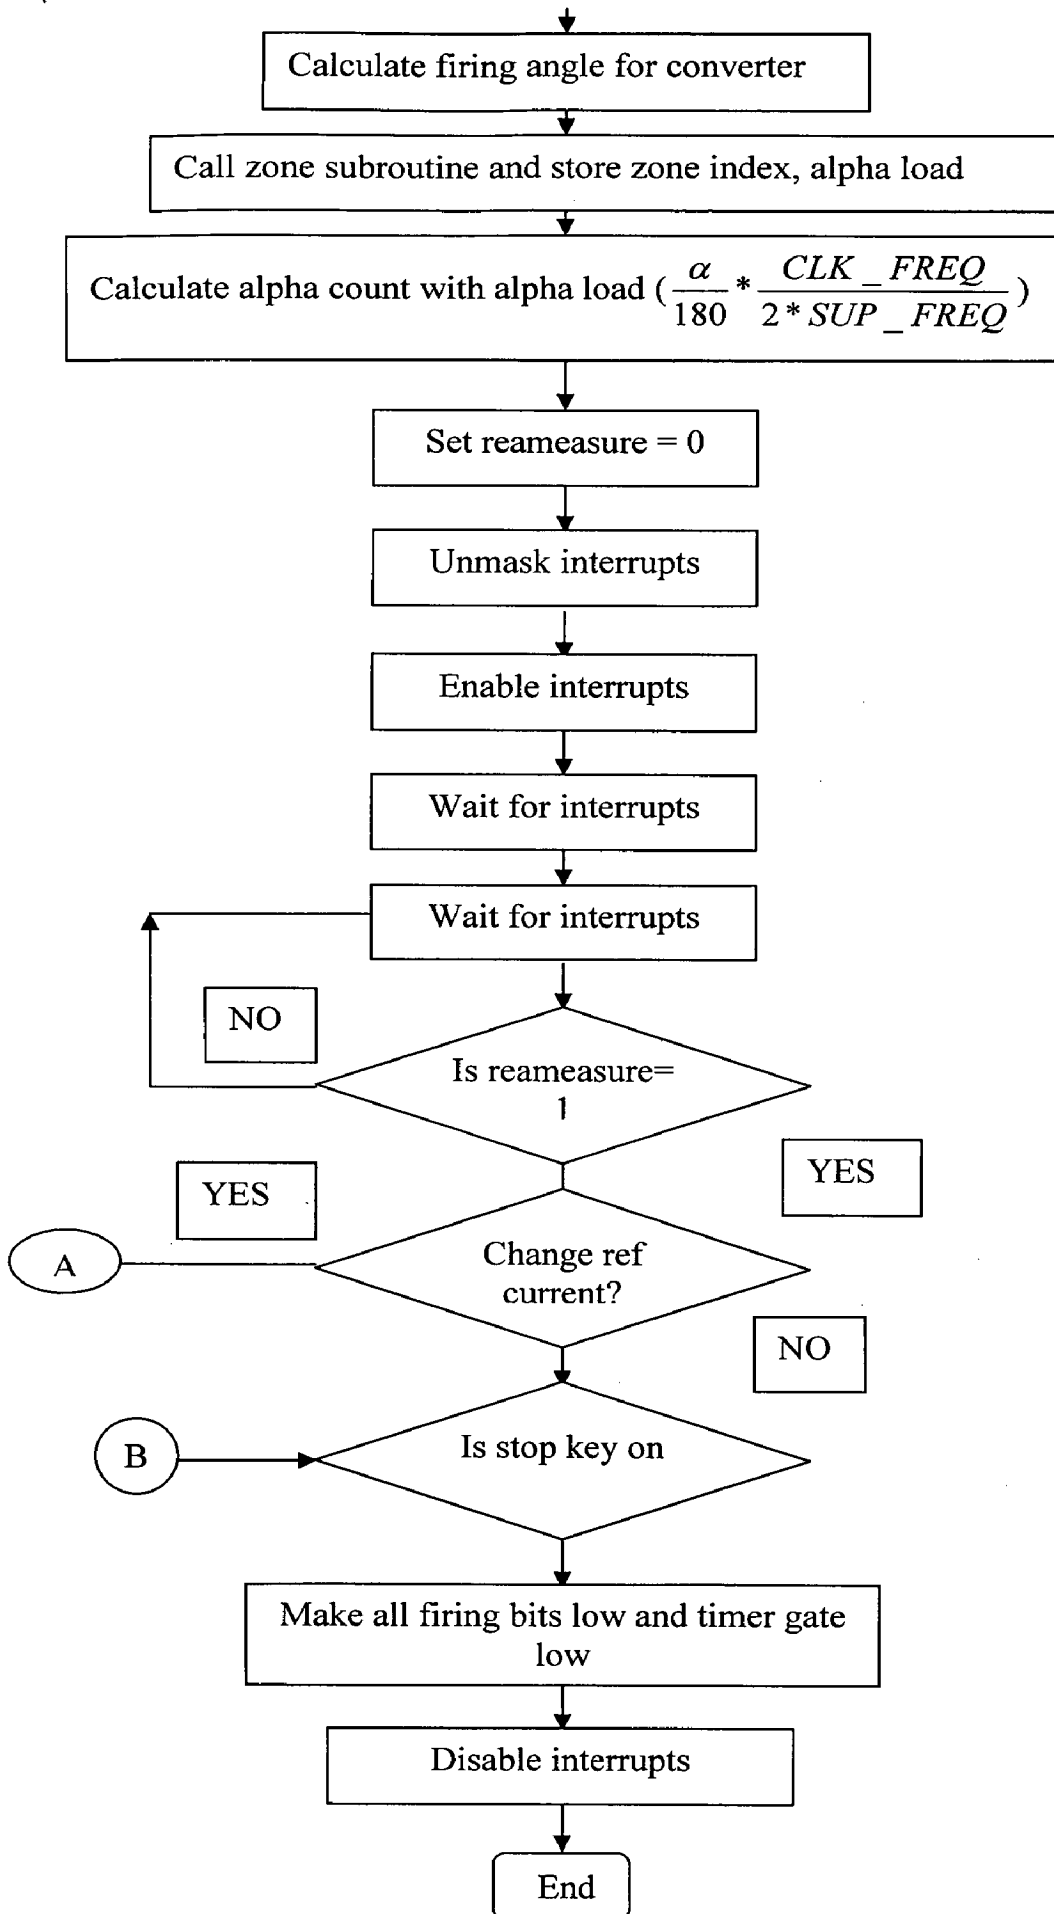 Calculate firing angle for converter
Call zone subroutine and store zone index, alpha load
Calculate alpha count with alpha load (α/180 * CLK_FREQ/2*SUP_FREQ)
Set reameasure = 0
Unmask interrupts
Enable interrupts
Wait for interrupts
Wait for interrupts
NO
Is reameasure=
1
YES
YES
A
Change ref
current?
NO
B
Is stop key on
Make all firing bits low and timer gate
low
Disable interrupts
End